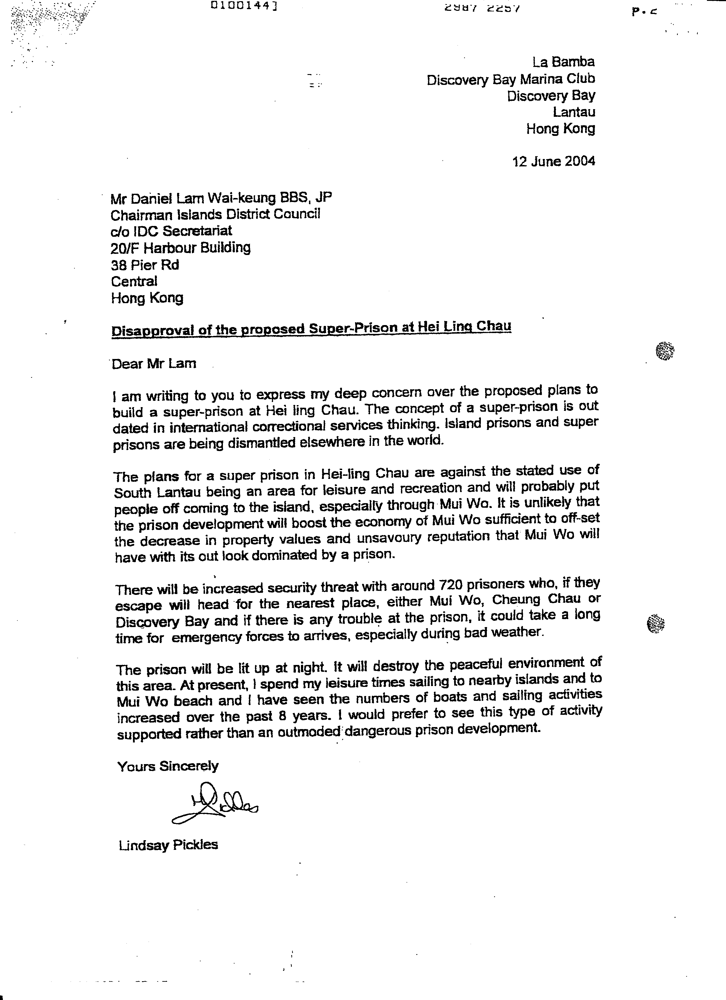 01001443
2987 2257
P.2
La Bamba
Discovery Bay Marina Club
Discovery Bay
Lantau
Hong Kong
12 June 2004
Mr Daniel Lam Wai-keung BBS, JP
Chairman Islands District Council
c/o IDC Secretariat
20/F Harbour Building
38 Pier Rd
Central
Hong Kong
Disapproval of the proposed Super-Prison at Hei Ling Chau
Dear Mr Lam
I am writing to you to express my deep concern over the proposed plans to
build a super-prison at Hei ling Chau. The concept of a super-prison is out
dated in international correctional services thinking. Island prisons and super
prisons are being dismantled elsewhere in the world.
The plans for a super prison in Hei-ling Chau are against the stated use of
South Lantau being an area for leisure and recreation and will probably put
people off coming to the island, especially through Mui Wo. It is unlikely that
the prison development will boost the economy of Mui Wo sufficient to off-set
the decrease in property values and unsavoury reputation that Mui Wo will
have with its out look dominated by a prison.
There will be increased security threat with around 720 prisoners who, if they
escape will head for the nearest place, either Mui Wo, Cheung Chau or
Discovery Bay and if there is any trouble at the prison, it could take a long
time for emergency forces to arrives, especially during bad weather.
The prison will be lit up at night. It will destroy the peaceful environment of
this area. At present, I spend my leisure times sailing to nearby islands and to
Mui Wo beach and I have seen the numbers of boats and sailing activities
increased over the past 8 years. I would prefer to see this type of activity
supported rather than an outmoded dangerous prison development.
Yours Sincerely
Lindsay Pickles